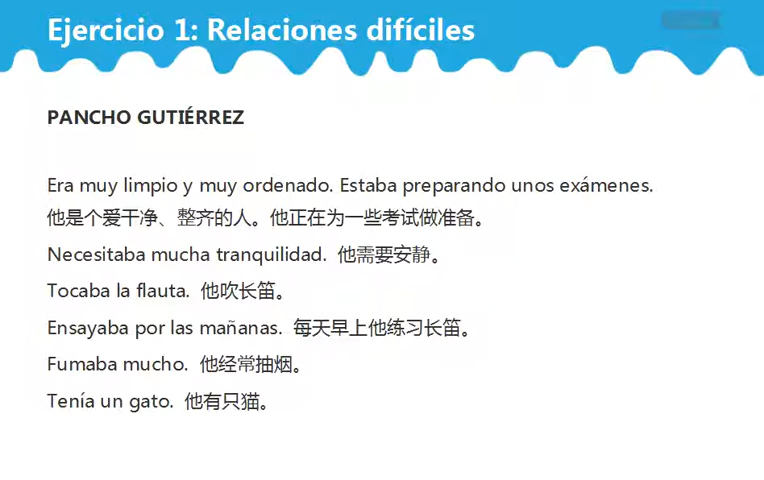 Ejercicio 1: Relaciones difíciles
PANCHO GUTIÉRREZ
Era muy limpio y muy ordenado. Estaba preparando unos exámenes.
他是个爱干净、整齐的人。他正在为一些考试做准备。
Necesitaba mucha tranquilidad. 他需要安静。
Tocaba la flauta. 他吹长笛。
Ensayaba por las mañanas. 每天早上他练习长笛。
Fumaba mucho. 他经常抽烟。
Tenía un gato. 他有只猫。